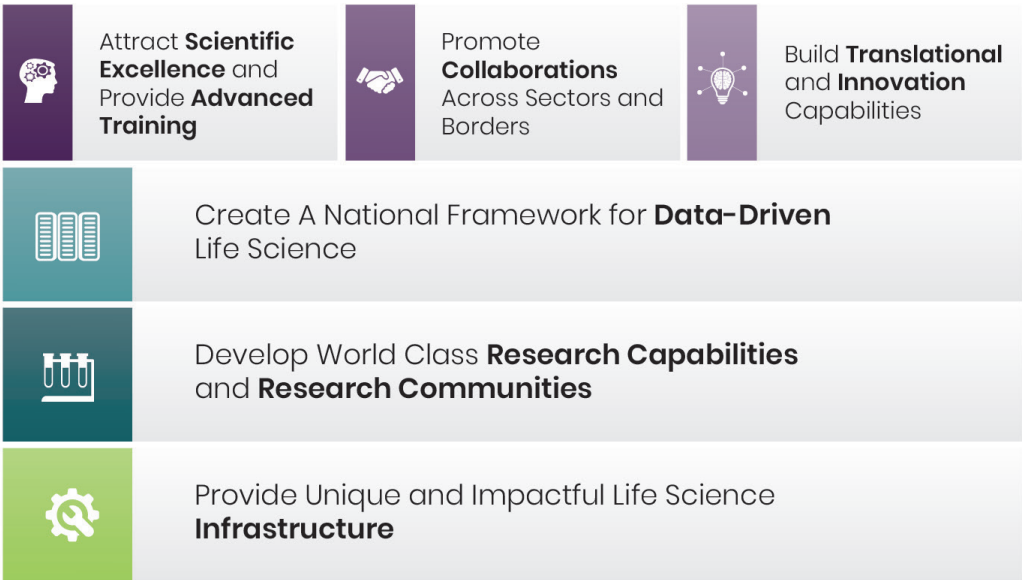 Attract Scientific
Excellence and
Provide Advanced
Training
Promote
Collaborations
Across Sectors and
Borders
Build Translational
and Innovation
Capabilities
Create A National Framework for Data-Driven
Life Science
Develop World Class Research Capabilities
and Research Communities
Provide Unique and Impactful Life Science
Infrastructure